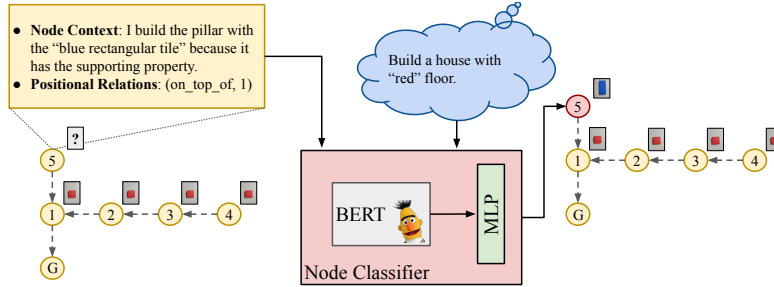 ● Node Context: I build the pillar with
the “blue rectangular tile” because it
has the supporting property.
● Positional Relations: (on_top_of, 1)
Build a house with
“red” floor.
?
5
1
2
3
4
G
BERT
MLP
Node Classifier
5
1
2
3
4
G